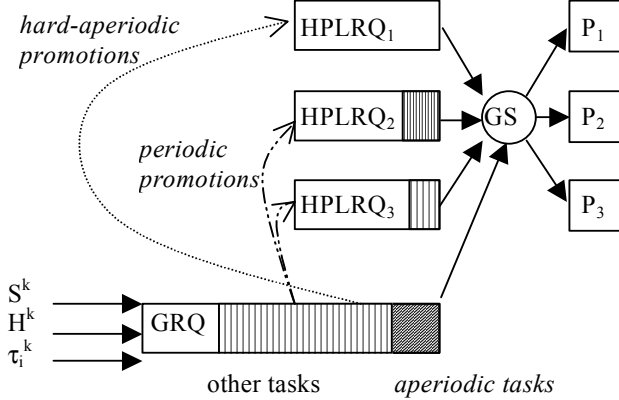 hard-aperiodic
promotions
HPLRQ₁
P₁
HPLRQ₂
GS
P₂
periodic
promotions
HPLRQ₃
P₃
Sᵏ
Hᵏ
τᵢᵏ
GRQ
other tasks
aperiodic tasks